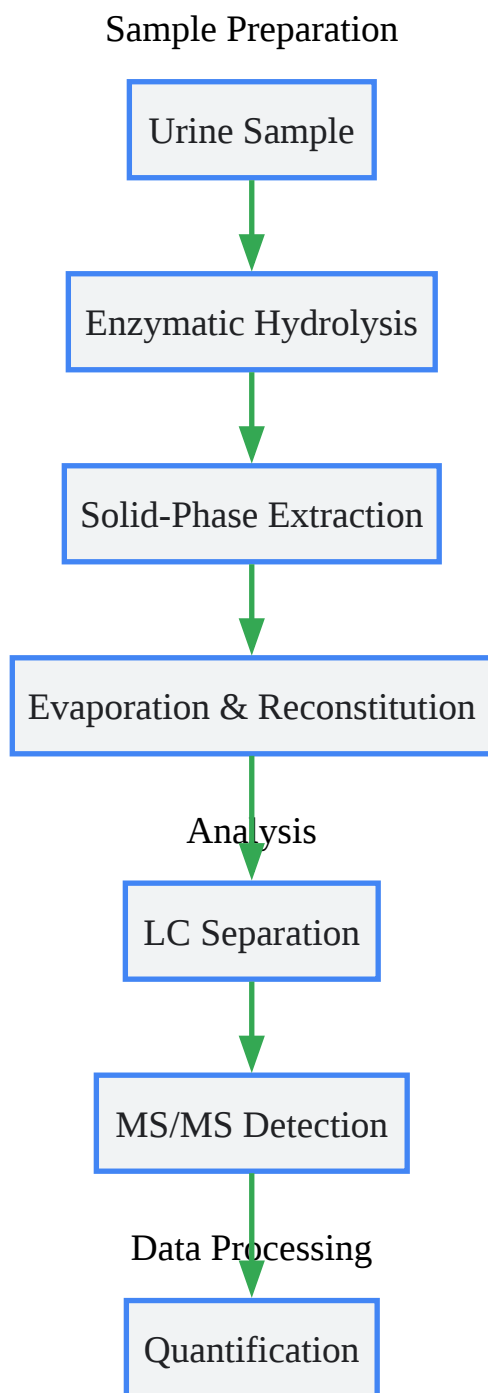 Sample Preparation
Urine Sample
Enzymatic Hydrolysis
Solid-Phase Extraction
Evaporation & Reconstitution
Analysis
LC Separation
MS/MS Detection
Data Processing
Quantification